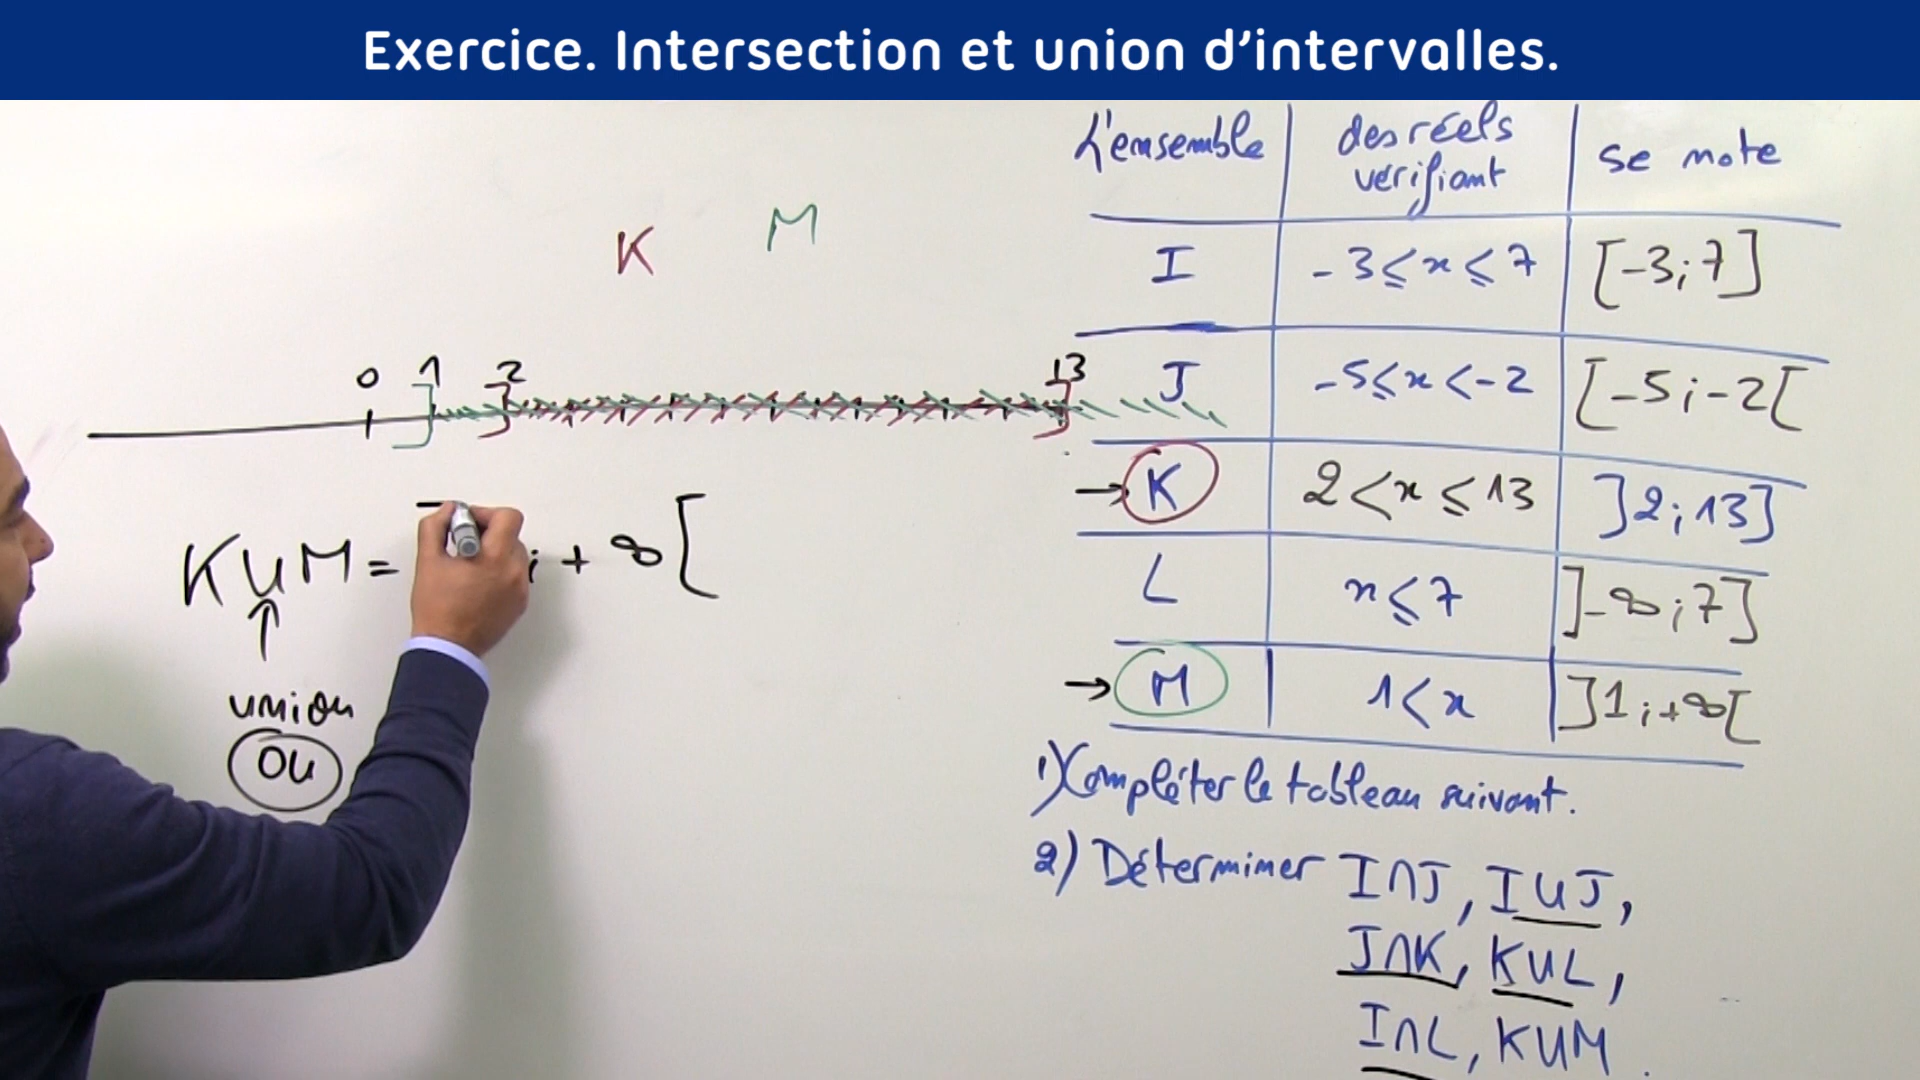 Exercice. Intersection et union d’intervalles.
K M
0 1 2 13
K U M = ; + ∞ [
↑
union
OU
L'ensemble | des réels vérifiant | se note
I | -3 ⩽ x ⩽ 7 | [-3;7]
J | -5 ⩽ x < -2 | [-5;-2[
→ K | 2 < x ⩽ 13 | ]2;13]
L | x ⩽ 7 | ]-∞;7]
→ M | 1 < x | ]1;+∞[
1) Compléter le tableau suivant.
2) Déterminer I∩J, I∪J,
J∩K, K∪L,
I∩L, K∪M.